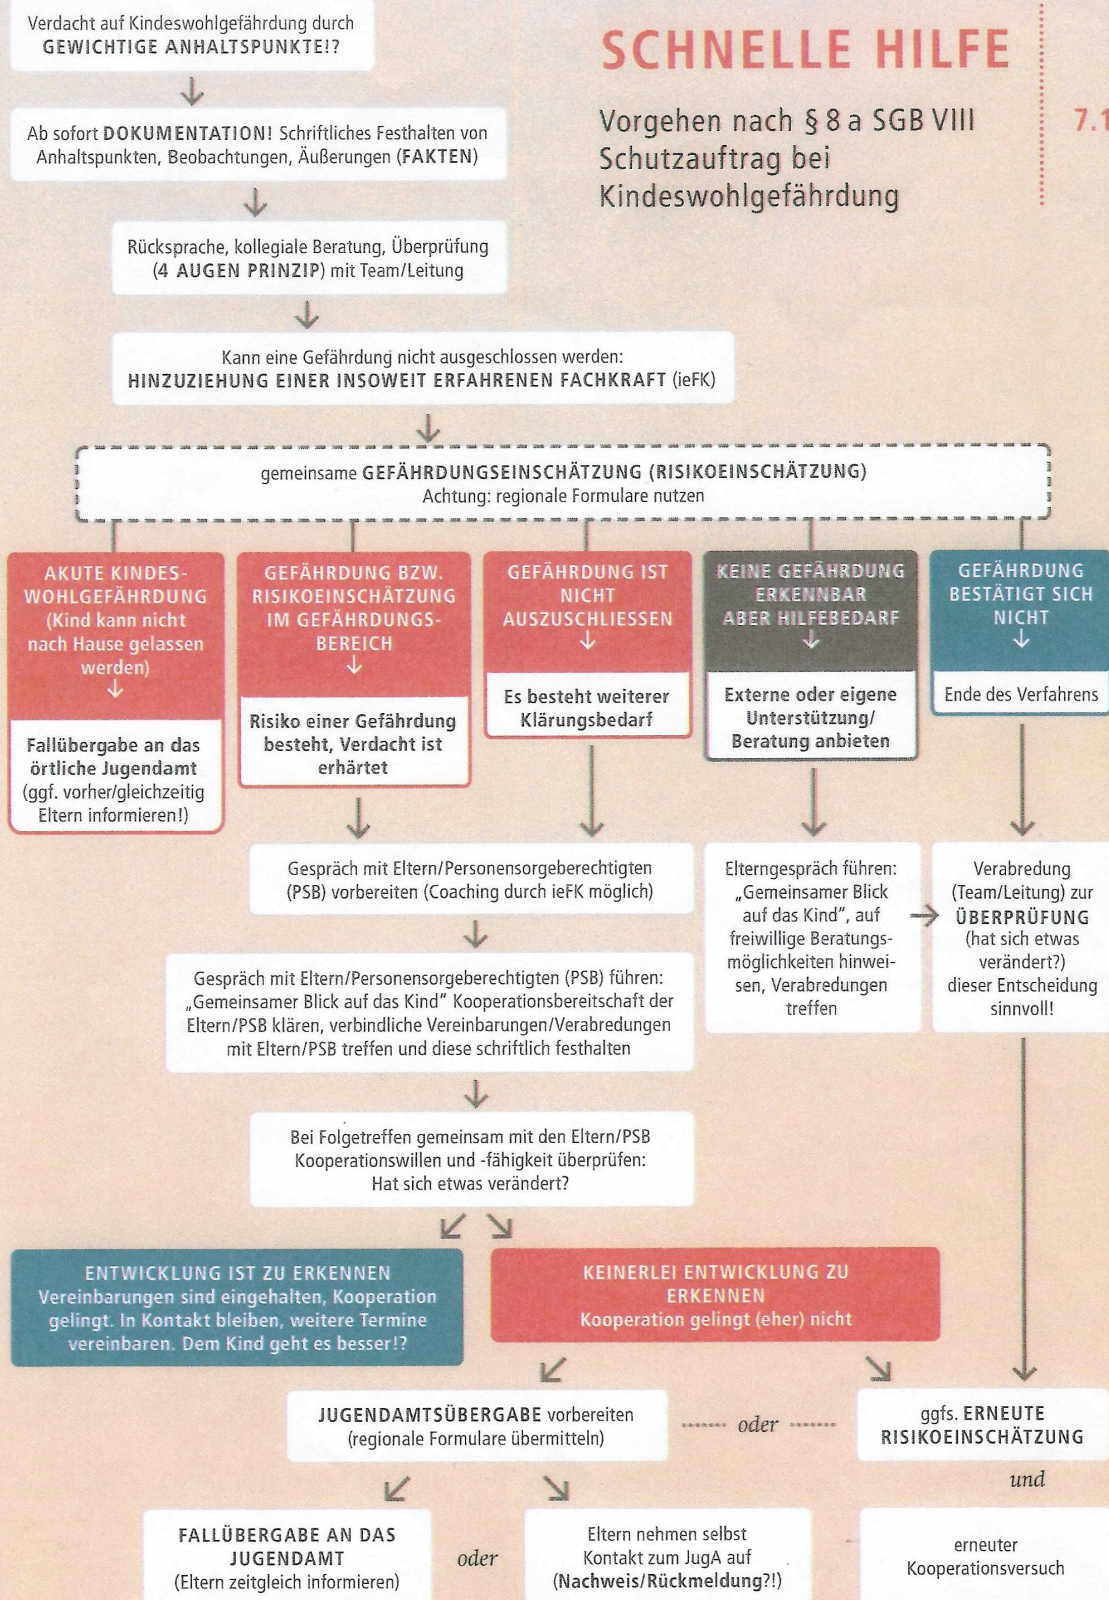 SCHNELLE HILFE
Vorgehen nach § 8 a SGB VIII
Schutzauftrag bei
Kindeswohlgefährdung
7.1
Verdacht auf Kindeswohlgefährdung durch
GEWICHTIGE ANHALTSPUNKTE!?
Ab sofort DOKUMENTATION! Schriftliches Festhalten von
Anhaltspunkten, Beobachtungen, Äußerungen (FAKTEN)
Rücksprache, kollegiale Beratung, Überprüfung
(4 AUGEN PRINZIP) mit Team/Leitung
Kann eine Gefährdung nicht ausgeschlossen werden:
HINZUZIEHUNG EINER INSOWEIT ERFAHRENEN FACHKRAFT (ieFK)
gemeinsame GEFÄHRDUNGSEINSCHÄTZUNG (RISIKOEINSCHÄTZUNG)
Achtung: regionale Formulare nutzen
AKUTE KINDES-
WOHLGEFÄHRDUNG
(Kind kann nicht
nach Hause gelassen
werden)
Fallübergabe an das
örtliche Jugendamt
(ggf. vorher/gleichzeitig
Eltern informieren!)
GEFÄHRDUNG BZW.
RISIKOEINSCHÄTZUNG
IM GEFÄHRDUNGS-
BEREICH
Risiko einer Gefährdung
besteht, Verdacht ist
erhärtet
GEFÄHRDUNG IST
NICHT
AUSZUSCHLIESSEN
Es besteht weiterer
Klärungsbedarf
KEINE GEFÄHRDUNG
ERKENNBAR
ABER HILFEBEDARF
Externe oder eigene
Unterstützung/
Beratung anbieten
GEFÄHRDUNG
BESTÄTIGT SICH
NICHT
Ende des Verfahrens
Gespräch mit Eltern/Personensorgeberechtigten
(PSB) vorbereiten (Coaching durch ieFK möglich)
Elterngespräch führen:
„Gemeinsamer Blick
auf das Kind“, auf
freiwillige Beratungs-
möglichkeiten hinwei-
sen, Verabredungen
treffen
Verabredung
(Team/Leitung) zur
ÜBERPRÜFUNG
(hat sich etwas
verändert?)
dieser Entscheidung
sinnvoll!
Gespräch mit Eltern/Personensorgeberechtigten (PSB) führen:
„Gemeinsamer Blick auf das Kind“ Kooperationsbereitschaft der
Eltern/PSB klären, verbindliche Vereinbarungen/Verabredungen
mit Eltern/PSB treffen und diese schriftlich festhalten
Bei Folgetreffen gemeinsam mit den Eltern/PSB
Kooperationswillen und -fähigkeit überprüfen:
Hat sich etwas verändert?
ENTWICKLUNG IST ZU ERKENNEN
Vereinbarungen sind eingehalten, Kooperation
gelingt. In Kontakt bleiben, weitere Termine
vereinbaren. Dem Kind geht es besser!?
KEINERLEI ENTWICKLUNG ZU
ERKENNEN
Kooperation gelingt (eher) nicht
JUGENDAMTSÜBERGABE vorbereiten
(regionale Formulare übermitteln)
oder
ggfs. ERNEUTE
RISIKOEINSCHÄTZUNG
und
FALLÜBERGABE AN DAS
JUGENDAMT
(Eltern zeitgleich informieren)
oder
Eltern nehmen selbst
Kontakt zum JugA auf
(Nachweis/Rückmeldung?!)
erneuter
Kooperationsversuch